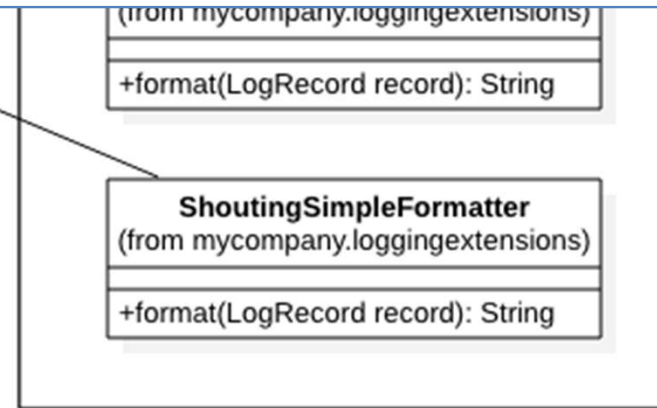 (from mycompany.loggingextensions)
+format(LogRecord record): String
ShoutingSimpleFormatter
(from mycompany.loggingextensions)
+format(LogRecord record): String